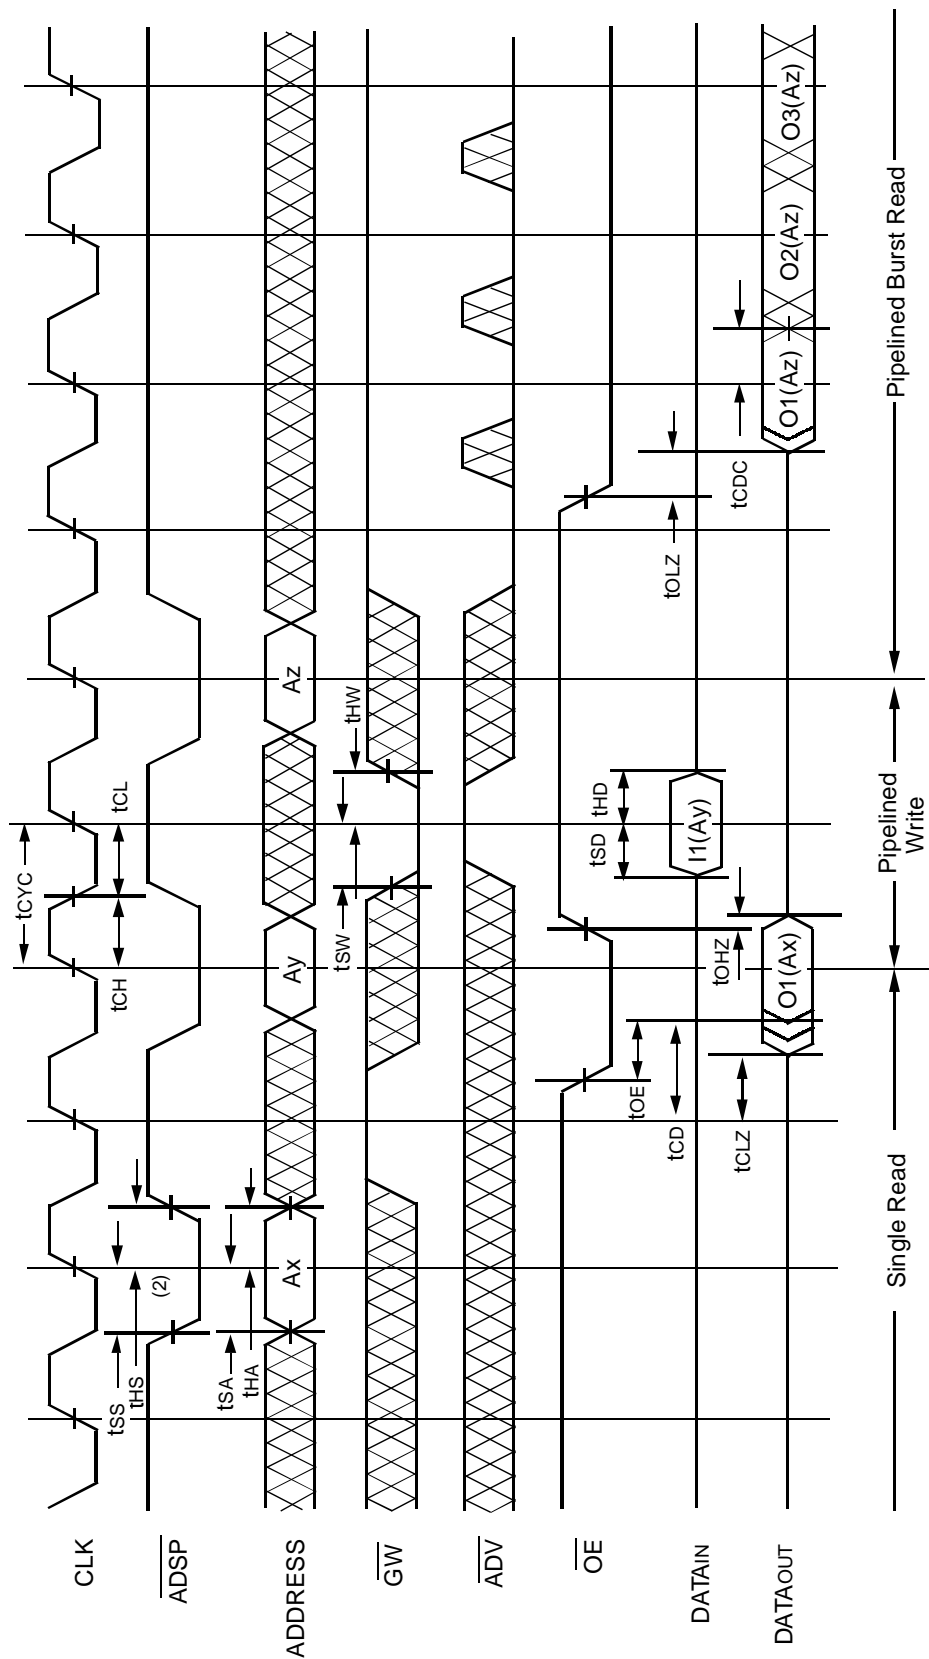 tCYC
tCH
tCL
tSS
tHS
(2)
tSA
tHA
Ax
Ay
Az
tSW
tHW
tOE
tOHZ
tOLZ
tSD
tHD
I1(Ay)
tCD
tCLZ
tCDC
O1(Ax)
O1(Az)
O2(Az)
O3(Az)
Single Read
Pipelined
Write
Pipelined Burst Read
CLK
ADSP
ADDRESS
GW
ADV
OE
DATAIN
DATAOUT